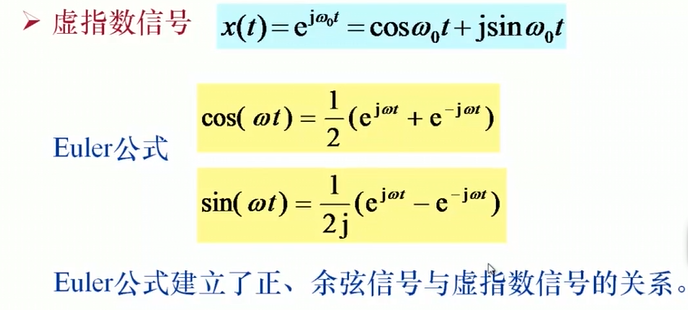 ➢ 虚指数信号 x(t)=e^{jω₀t}=cosω₀t+jsinω₀t
cos(ωt)=\frac{1}{2}(e^{jωt}+e^{-jωt})
Euler公式
sin(ωt)=\frac{1}{2j}(e^{jωt}-e^{-jωt})
Euler公式建立了正、余弦信号与虚指数信号的关系。